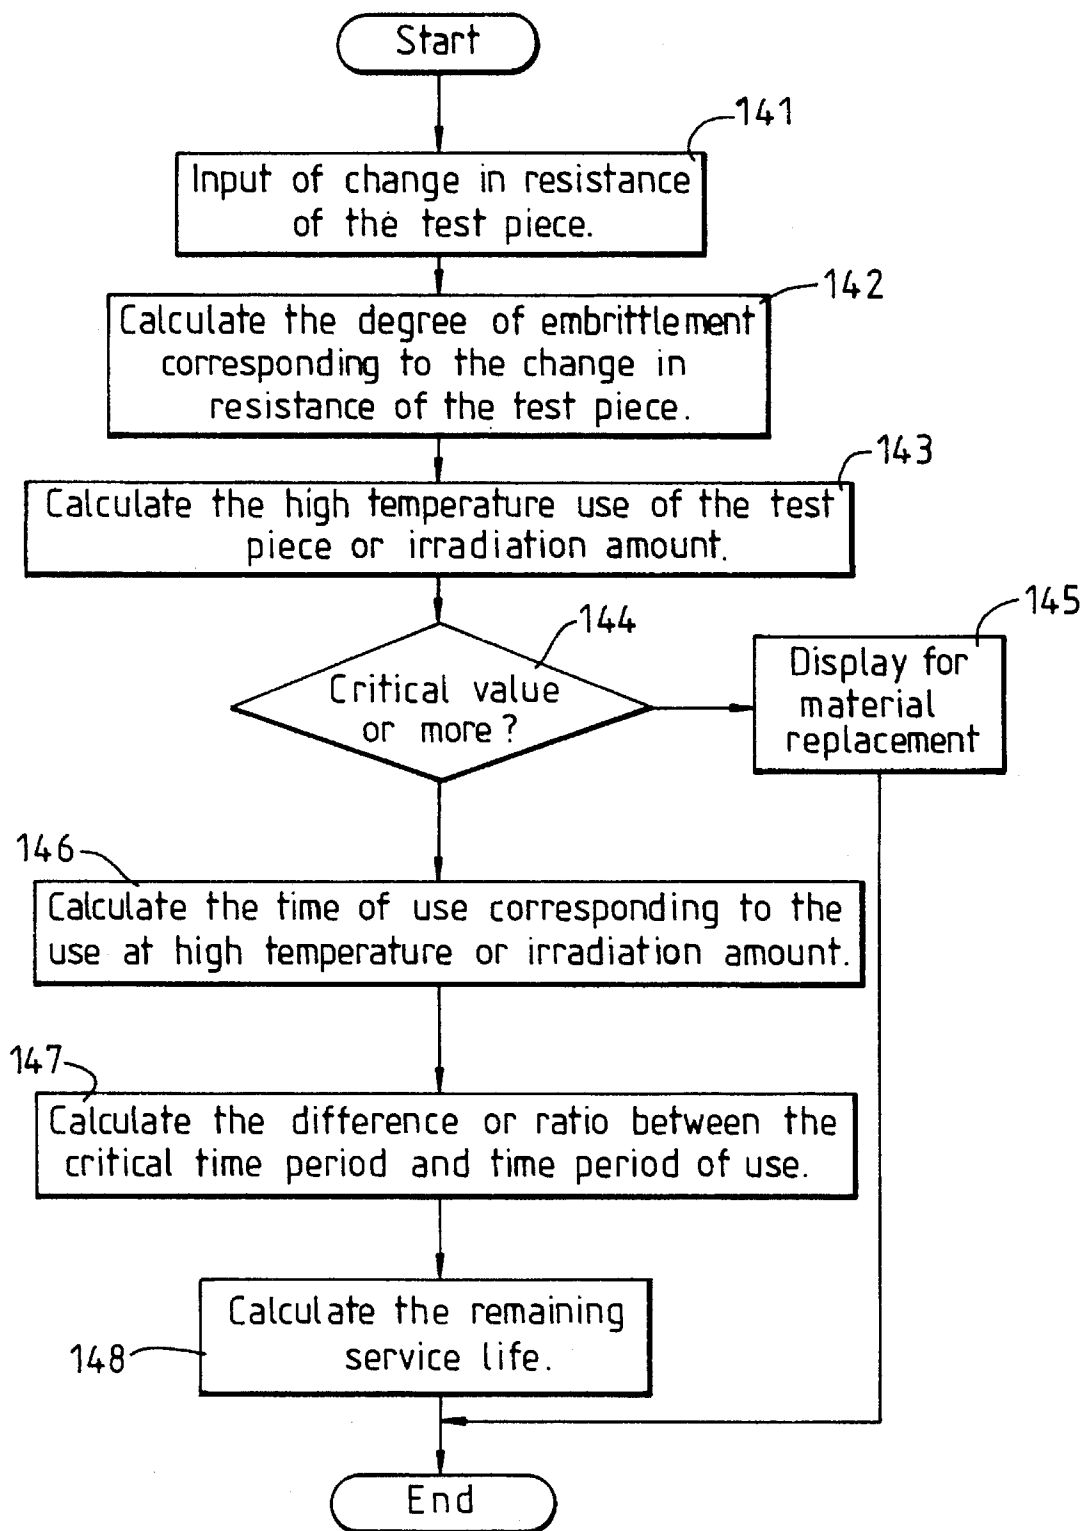 Start
141
Input of change in resistance
of the test piece.
142
Calculate the degree of embrittlement
corresponding to the change in
resistance of the test piece.
143
Calculate the high temperature use of the test
piece or irradiation amount.
144
Critical value
or more?
145
Display for
material
replacement
146
Calculate the time of use corresponding to the
use at high temperature or irradiation amount.
147
Calculate the difference or ratio between the
critical time period and time period of use.
148
Calculate the remaining
service life.
End